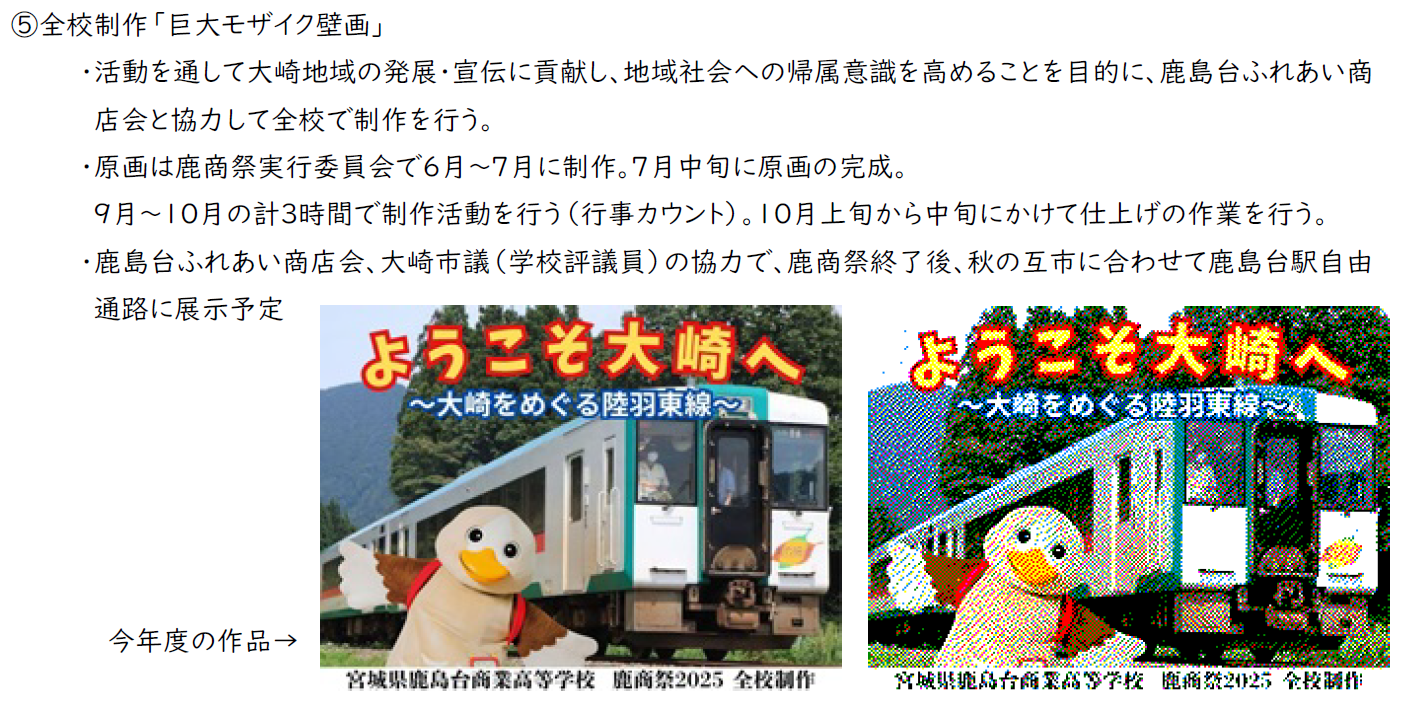 ⑤全校制作「巨大モザイク壁画」
・活動を通して大崎地域の発展・宣伝に貢献し、地域社会への帰属意識を高めることを目的に、鹿島台ふれあい商
店会と協力して全校で制作を行う。
・原画は鹿商祭実行委員会で6月～7月に制作。7月中旬に原画の完成。
9月～10月の計3時間で制作活動を行う（行事カウント）。10月上旬から中旬にかけて仕上げの作業を行う。
・鹿島台ふれあい商店会、大崎市議（学校評議員）の協力で、鹿商祭終了後、秋の互市に合わせて鹿島台駅自由
通路に展示予定
今年度の作品→
ようこそ大崎へ
～大崎をめぐる陸羽東線～
宮城県鹿島台商業高等学校 鹿商祭2025 全校制作
ようこそ大崎へ
～大崎をめぐる陸羽東線～
宮城県鹿島台商業高等学校 鹿商祭2025 全校制作